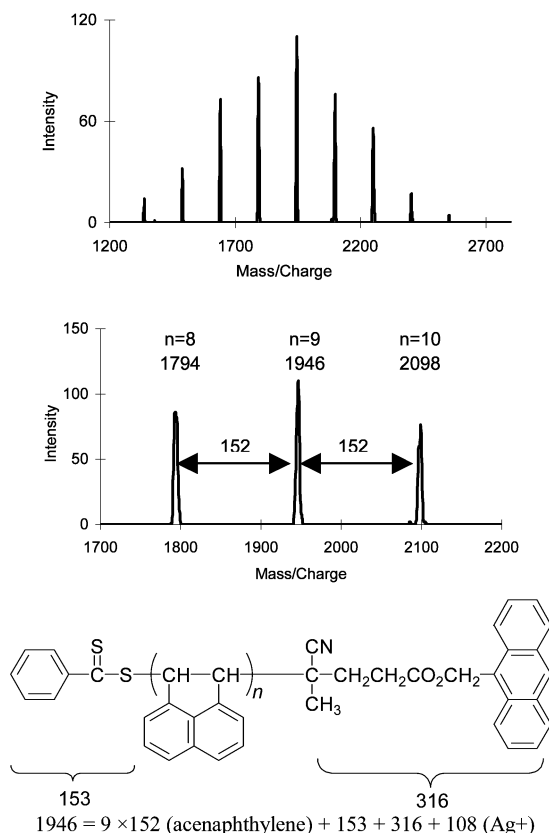 120
60
0
Intensity
1200 1700 2200 2700
Mass/Charge
150
100
50
0
Intensity
n=8 n=9 n=10
1794 1946 2098
152 152
1700 1800 1900 2000 2100 2200
Mass/Charge
S
C
S
CH CH
n
CN
C
CH2CH2CO2CH2
CH3
153
316
1946 = 9 ×152 (acenaphthylene) + 153 + 316 + 108 (Ag+)